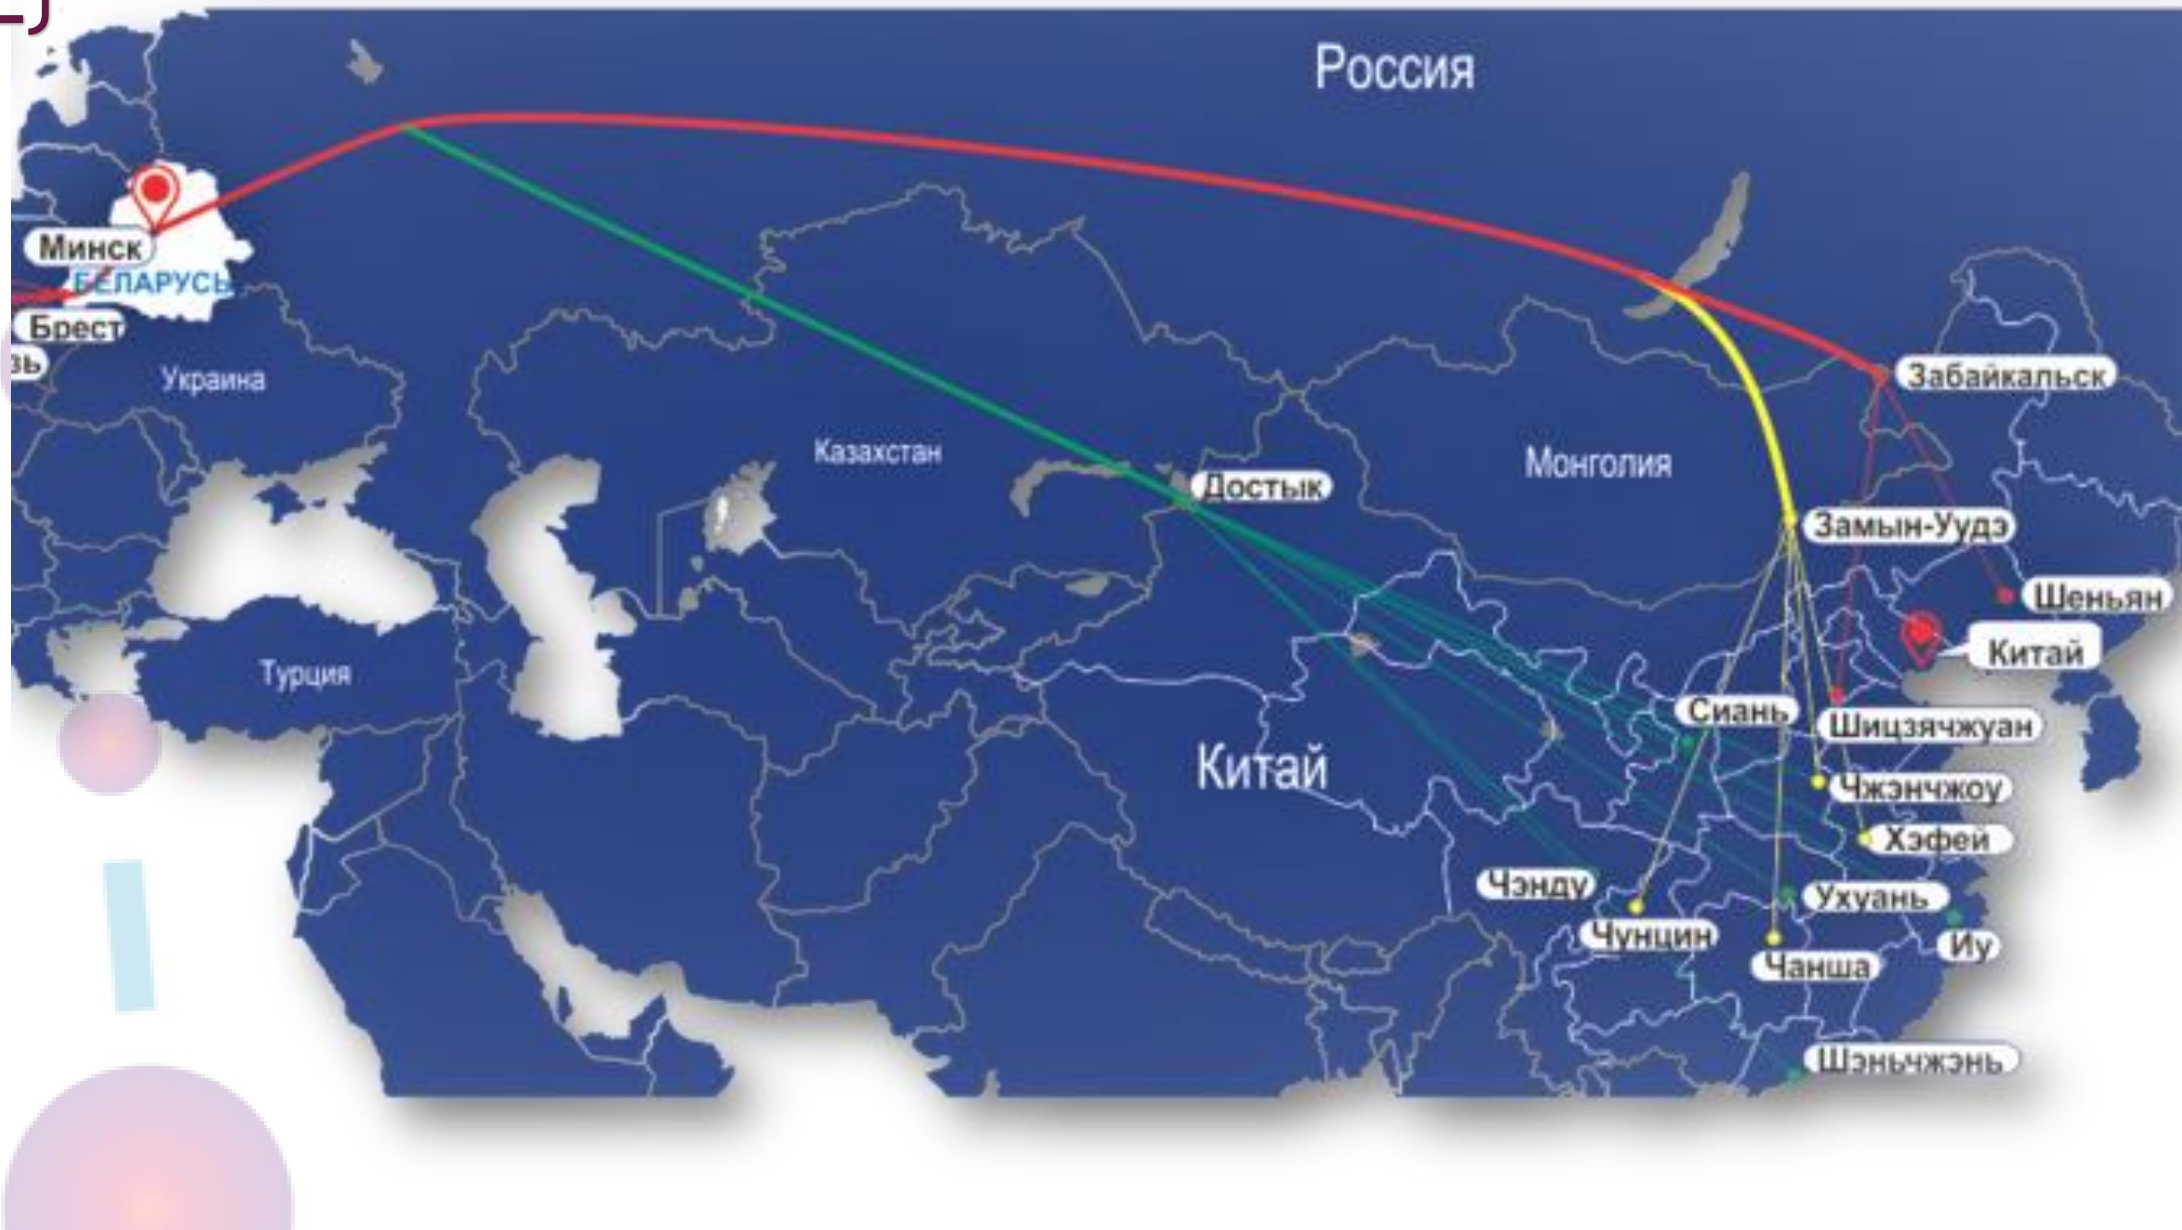 Россия
Минск
БЕЛАРУСЬ
Брест
зь
Украина
Забайкальск
Казахстан
Монголия
Достык
Замын-Уудэ
Шеньян
Китай
Турция
Сиань
Шицзячжуан
Китай
Чжэнчжоу
Хэфей
Чэнду
Ухуань
Чунцин
Иу
Чанша
Шэньчжэнь